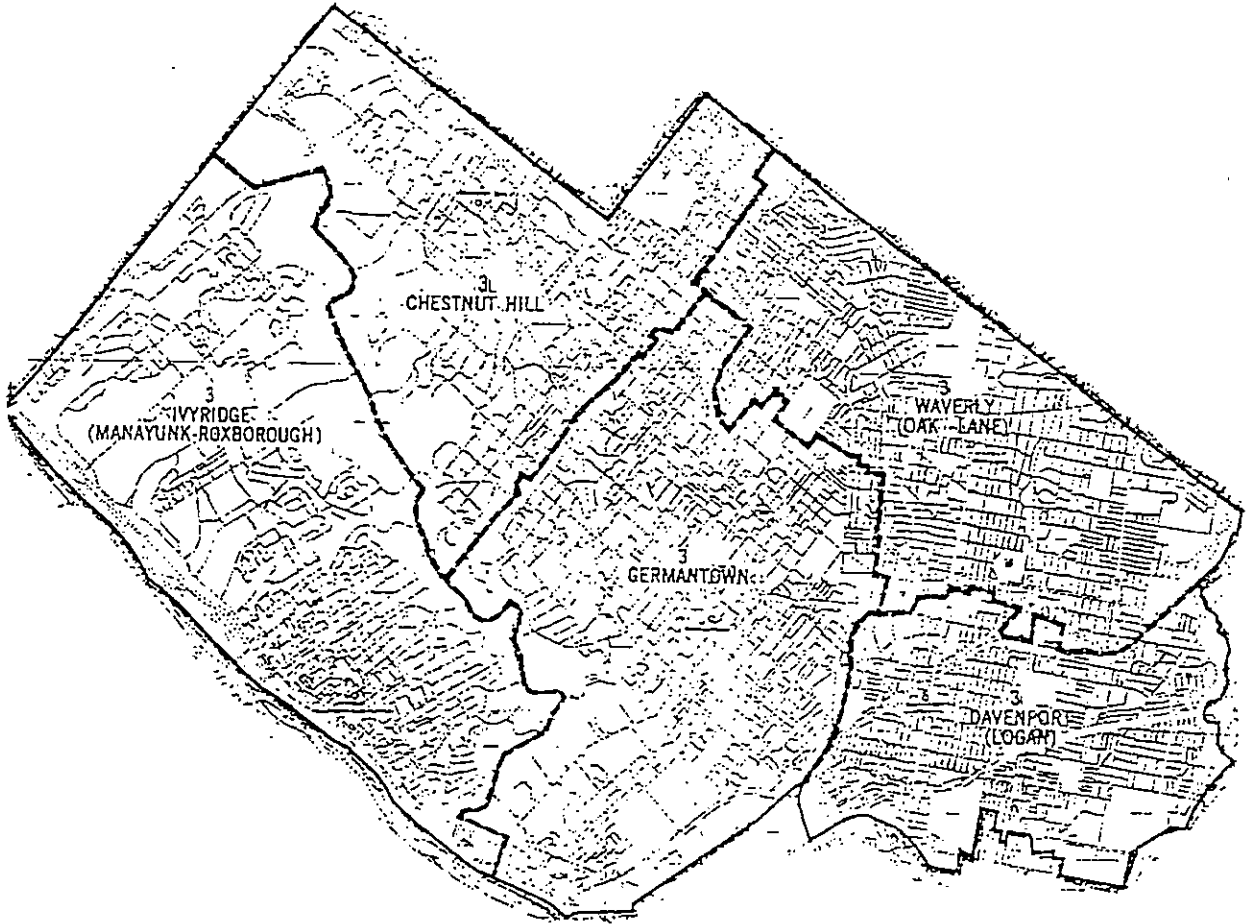 3L
CHESTNUT HILL
3
IVYRIDGE
(MANAYUNK-ROXBOROUGH)
3
WAVERLY
(OAK LANE)
3
GERMANTOWN
3
DAVENPORT
(LOGAN)